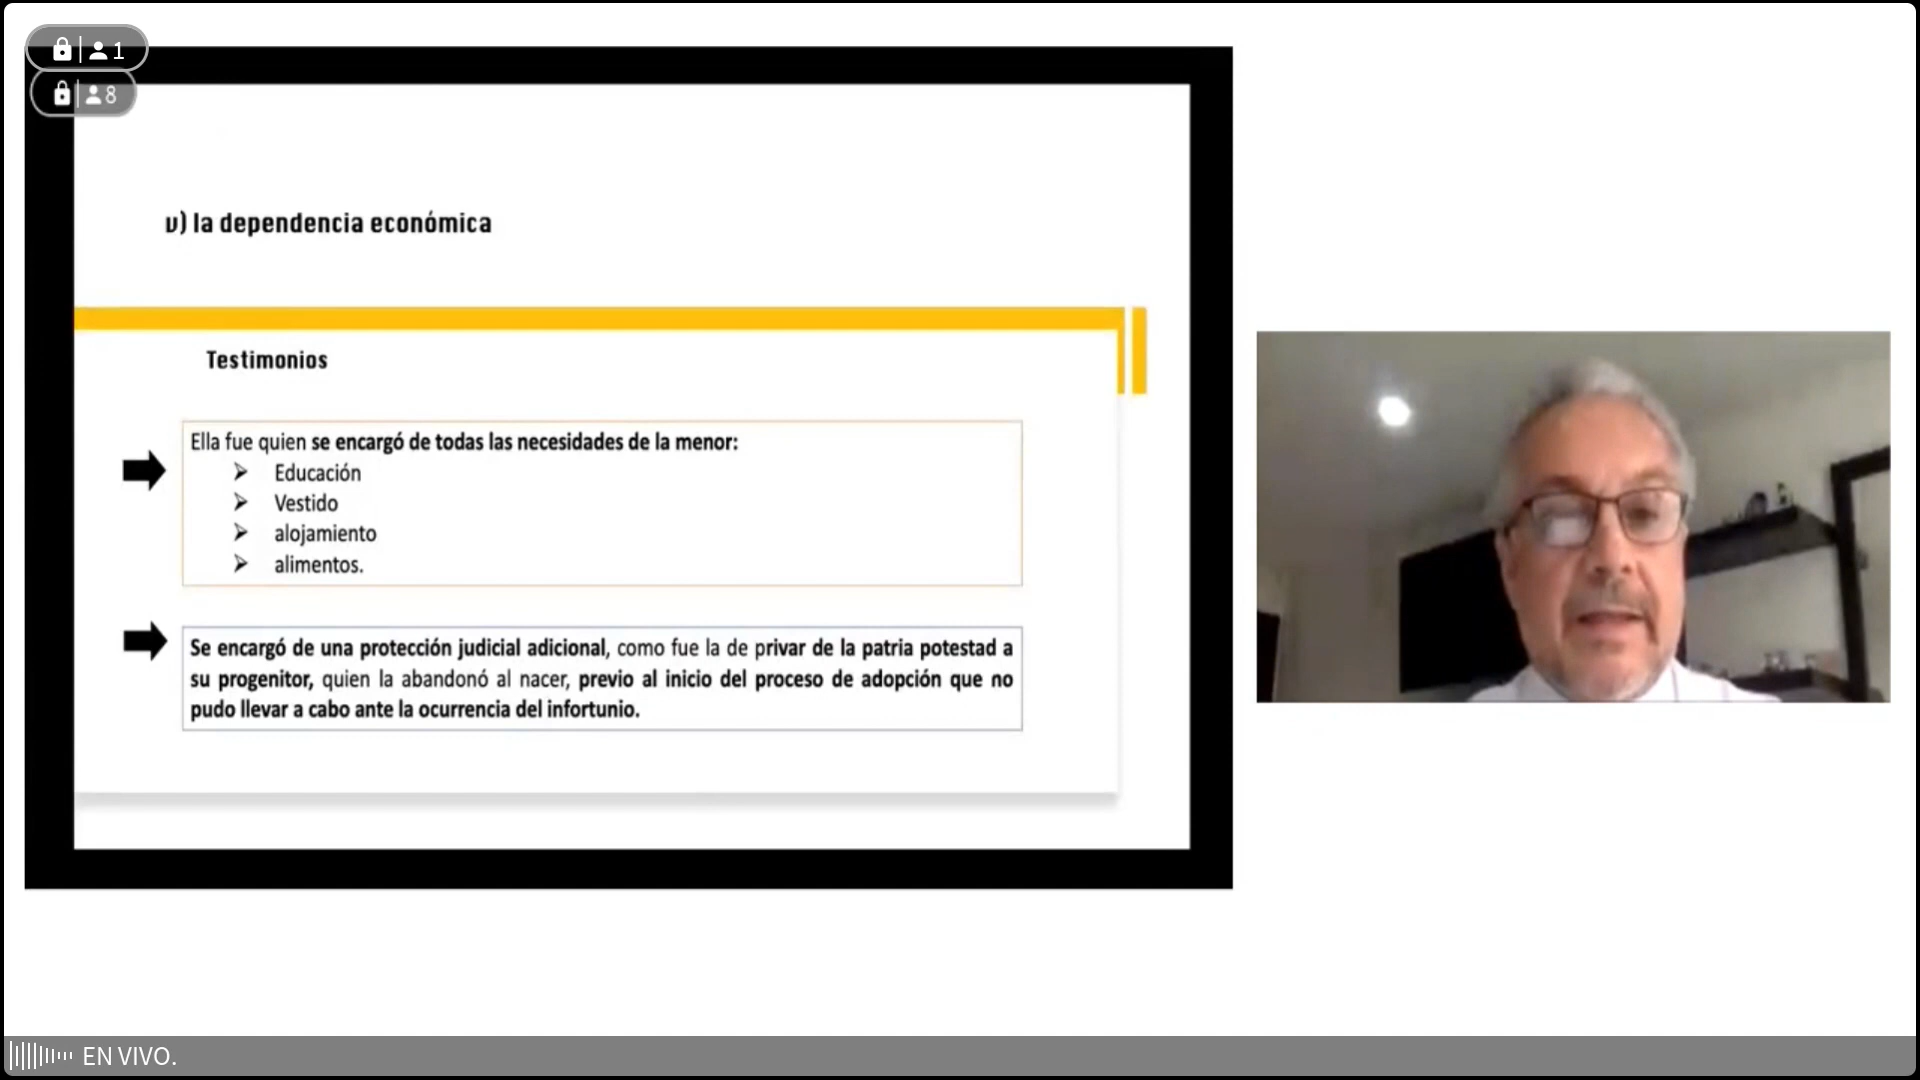 1
8
v) la dependencia económica
Testimonios
Ella fue quien se encargó de todas las necesidades de la menor:
Educación
Vestido
alojamiento
alimentos.
Se encargó de una protección judicial adicional, como fue la de privar de la patria potestad a
su progenitor, quien la abandonó al nacer, previo al inicio del proceso de adopción que no
pudo llevar a cabo ante la ocurrencia del infortunio.
EN VIVO.